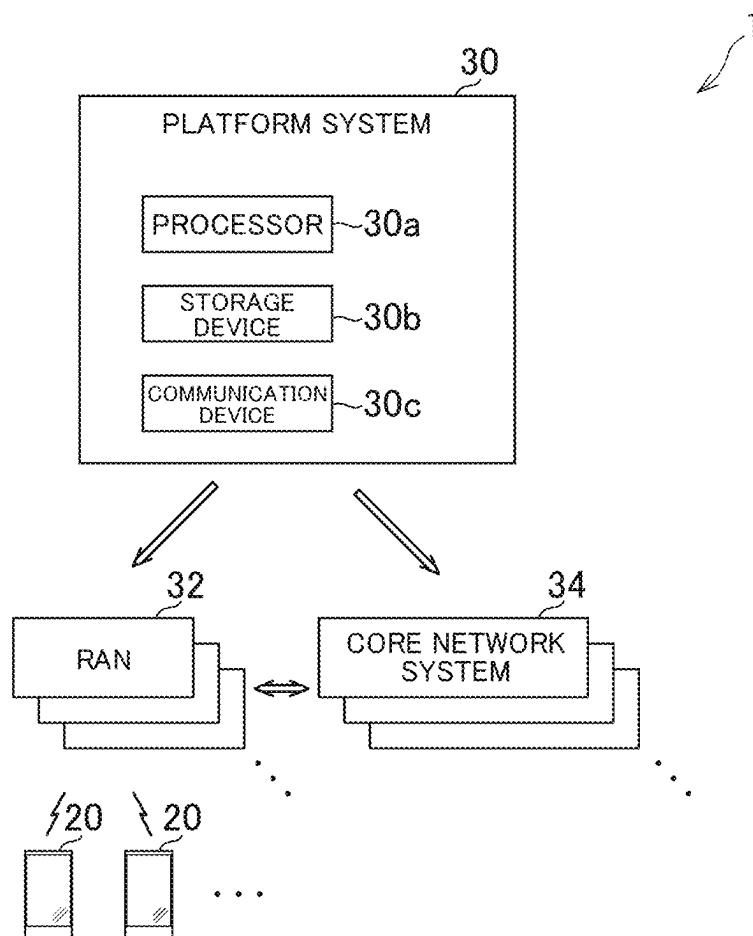 1
30
PLATFORM SYSTEM
PROCESSOR
30a
STORAGE
DEVICE
30b
COMMUNICATION
DEVICE
30c
32
RAN
34
CORE NETWORK
SYSTEM
20
20